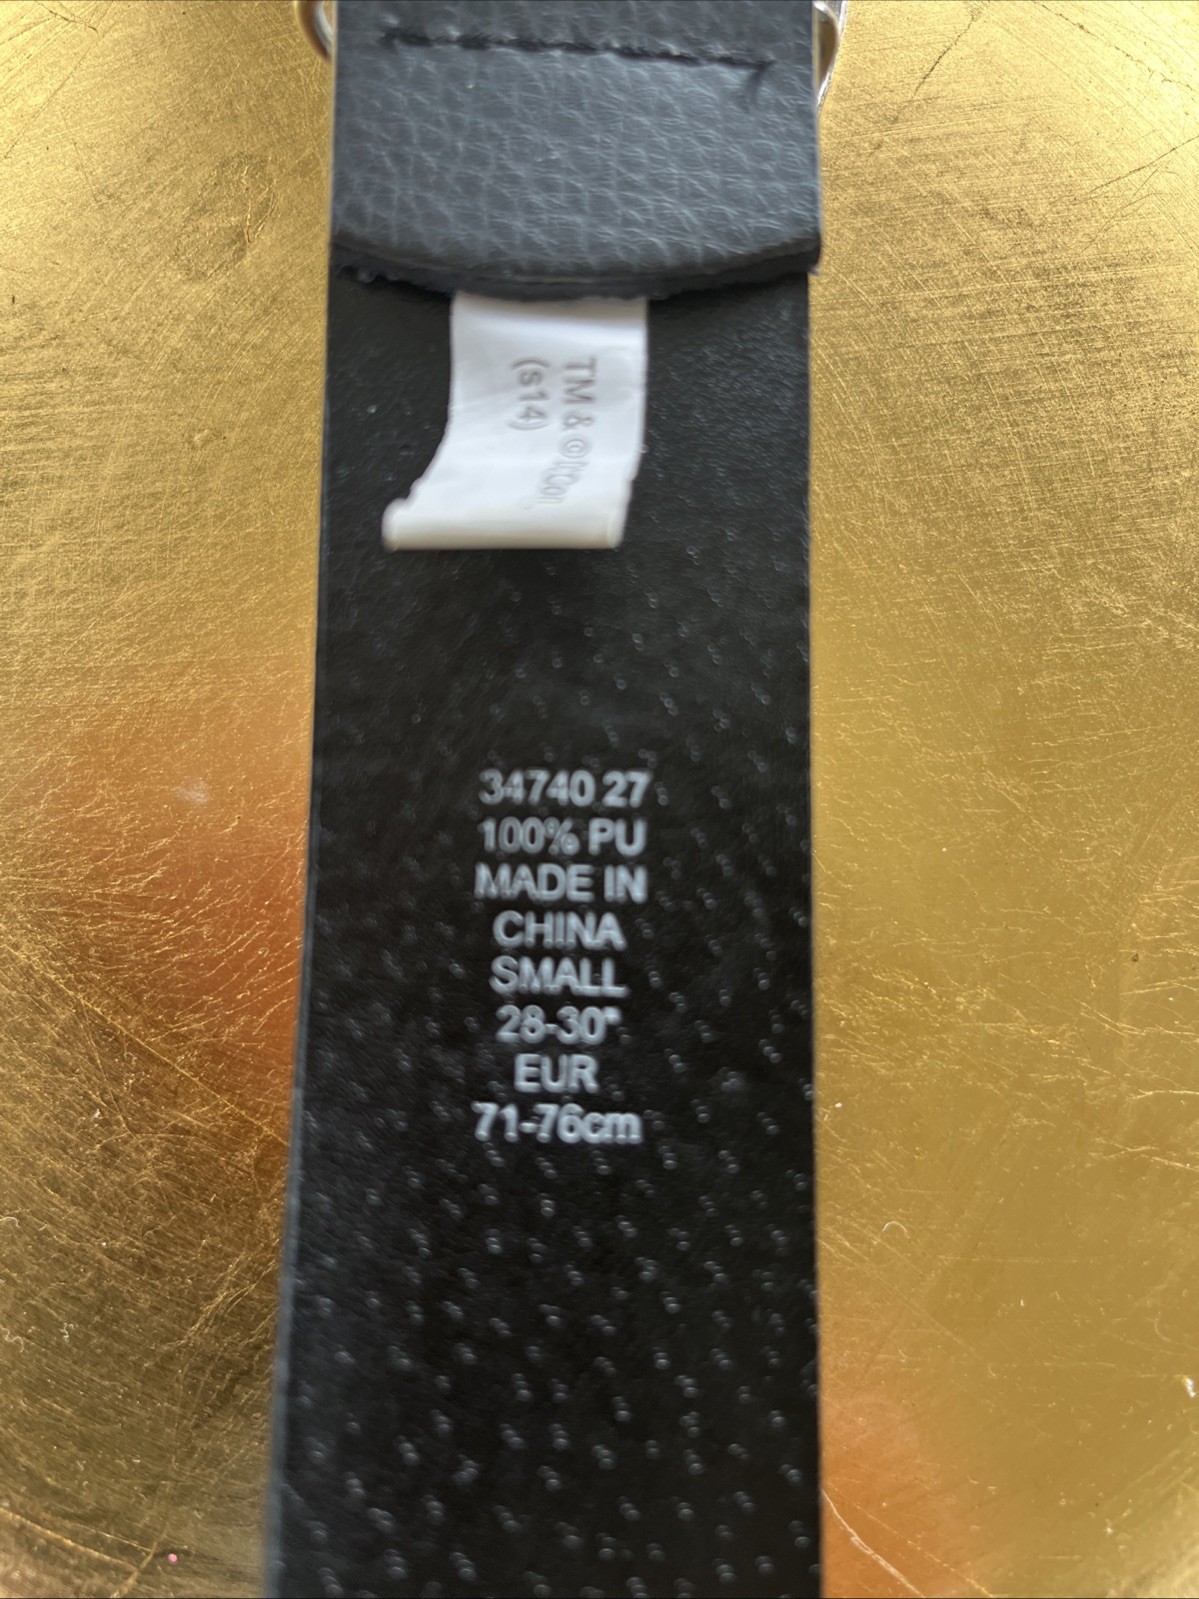 TM & ©
(s14)
34740 27
100% PU
MADE IN
CHINA
SMALL
28-30"
EUR
71-76cm